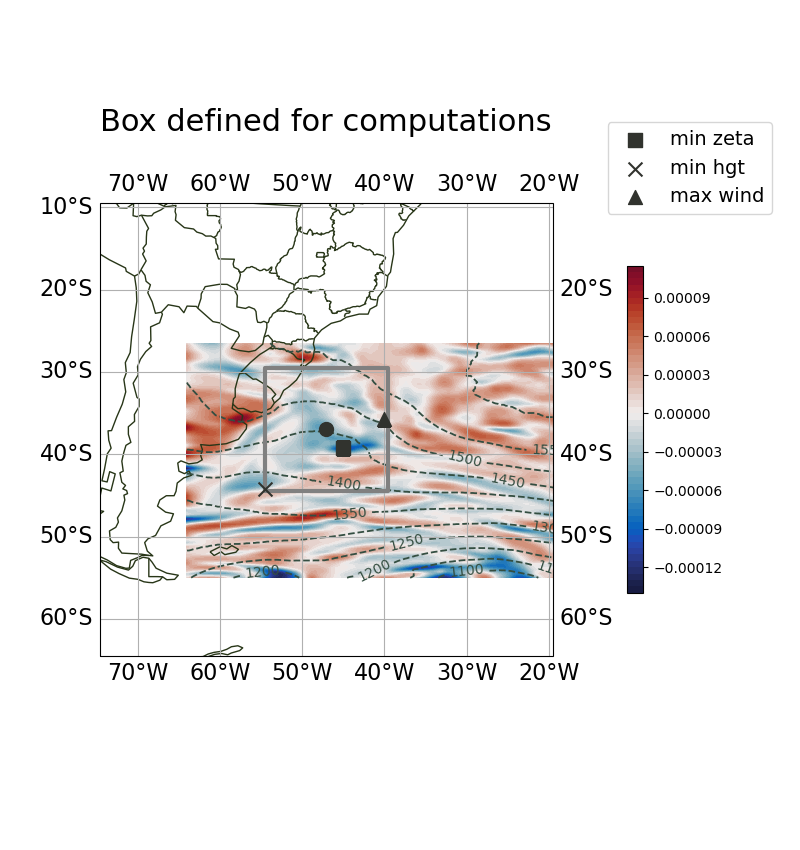 Box defined for computations
min zeta
min hgt
max wind
70°W 60°W 50°W 40°W 30°W 20°W
10°S
20°S 20°S
30°S 30°S
40°S 40°S
50°S 50°S
60°S 60°S
70°W 60°W 50°W 40°W 30°W 20°W
1500
1450
1400
1350
1250
1200
1200
1100
0.00009
0.00006
0.00003
0.00000
−0.00003
−0.00006
−0.00009
−0.00012